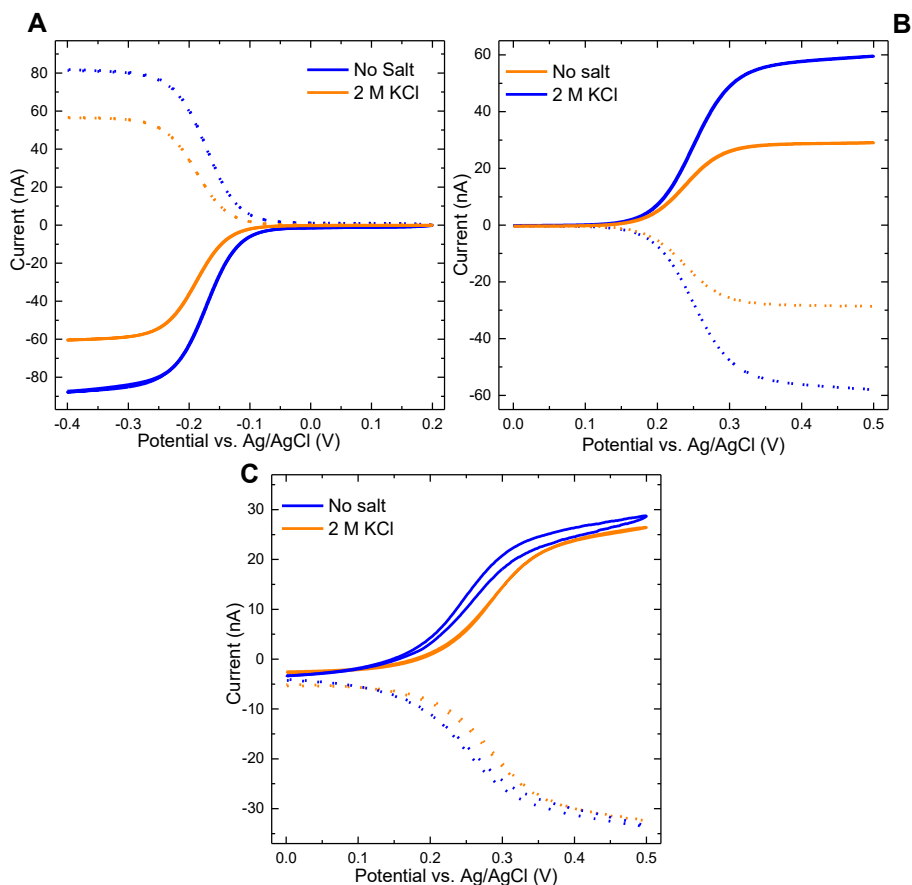 A
No Salt
2 M KCl
80
60
40
20
0
-20
-40
-60
-80
Current (nA)
-0.4 -0.3 -0.2 -0.1 0.0 0.1 0.2
Potential vs. Ag/AgCl (V)
B
No salt
2 M KCl
60
40
20
0
-20
-40
-60
Current (nA)
0.0 0.1 0.2 0.3 0.4 0.5
Potential vs. Ag/AgCl (V)
C
No salt
2 M KCl
30
20
10
0
-10
-20
-30
Current (nA)
0.0 0.1 0.2 0.3 0.4 0.5
Potential vs. Ag/AgCl (V)